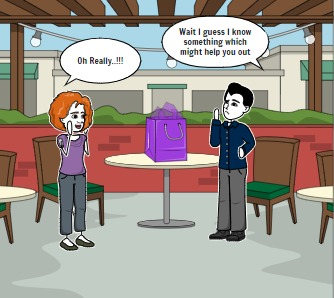 Oh Really..!!!
Wait I guess I know
something which
might help you out